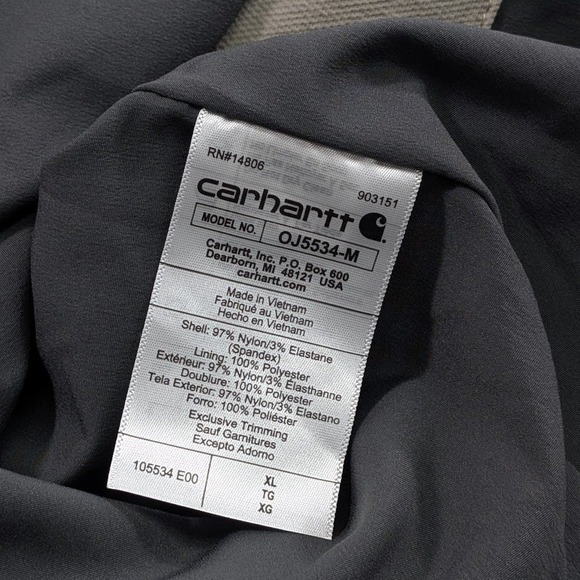 RN#14806
903151
carhartt
MODEL NO. OJ5534-M
Carhartt, Inc. P.O. Box 600
Dearborn, MI 48121 USA
carhartt.com
Made in Vietnam
Fabriqué au Vietnam
Hecho en Vietnam
Shell: 97% Nylon/3% Elastane
(Spandex)
Lining: 100% Polyester
Extérieur: 97% Nylon/3% Élasthanne
Doublure: 100% Polyester
Tela Exterior: 97% Nylon/3% Elastano
Forro: 100% Poliéster
Exclusive Trimming
Sauf Garnitures
Excepto Adorno
105534 E00
XL
TG
XG